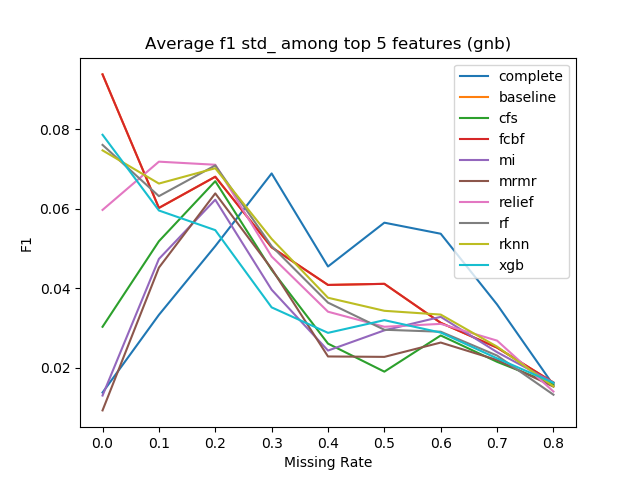 Average f1 std_ among top 5 features (gnb)
complete
baseline
cfs
fcbf
mi
mrmr
relief
rf
rknn
xgb
F1
0.08
0.06
0.04
0.02
0.0 0.1 0.2 0.3 0.4 0.5 0.6 0.7 0.8
Missing Rate